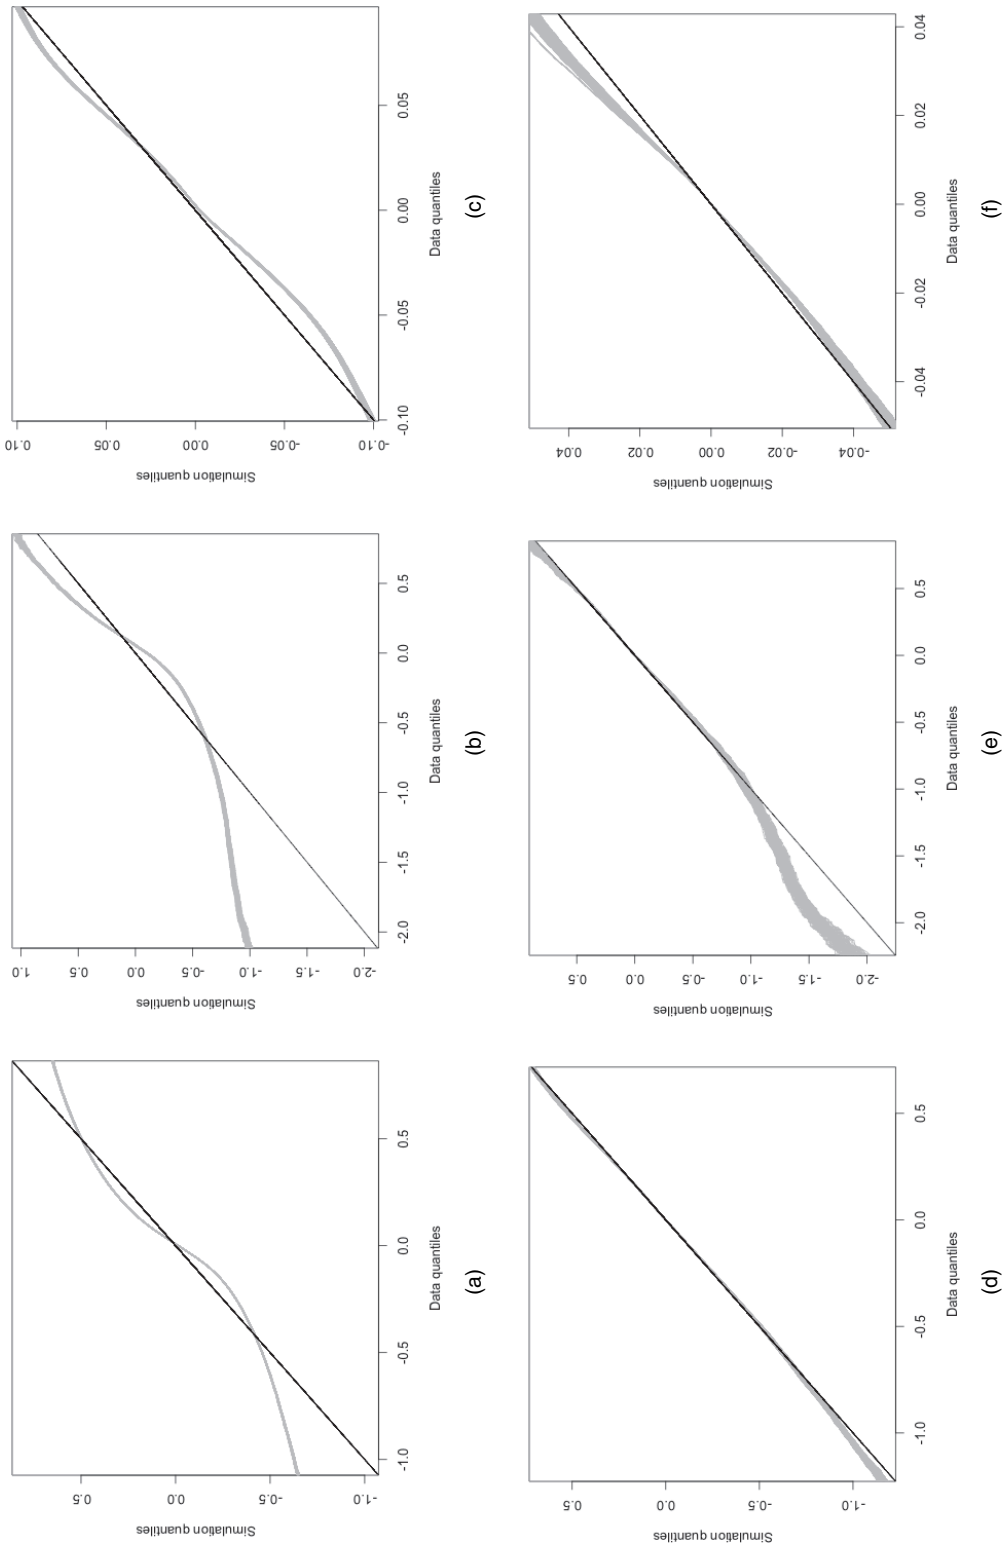 Simulation quantiles
-1.0 -0.5 0.0 0.5
-1.0 -0.5 0.0 0.5
Data quantiles
(a)
Simulation quantiles
-2.0 -1.5 -1.0 -0.5 0.0 0.5 1.0
-2.0 -1.5 -1.0 -0.5 0.0 0.5
Data quantiles
(b)
Simulation quantiles
-0.10 -0.05 0.00 0.05 0.10
-0.10 -0.05 0.00 0.05
Data quantiles
(c)
Simulation quantiles
-1.0 -0.5 0.0 0.5
-1.0 -0.5 0.0 0.5
Data quantiles
(d)
Simulation quantiles
-2.0 -1.5 -1.0 -0.5 0.0 0.5
-2.0 -1.5 -1.0 -0.5 0.0 0.5
Data quantiles
(e)
Simulation quantiles
-0.04 -0.02 0.00 0.02 0.04
-0.04 -0.02 0.00 0.02 0.04
Data quantiles
(f)